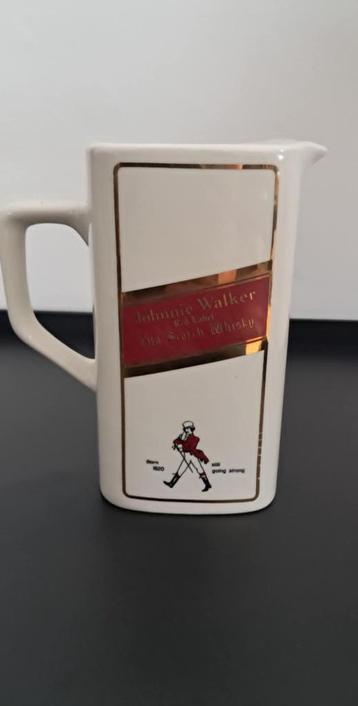 Johnnie Walker
Red Label
Old Scotch Whisky
Born
1820
still
going strong